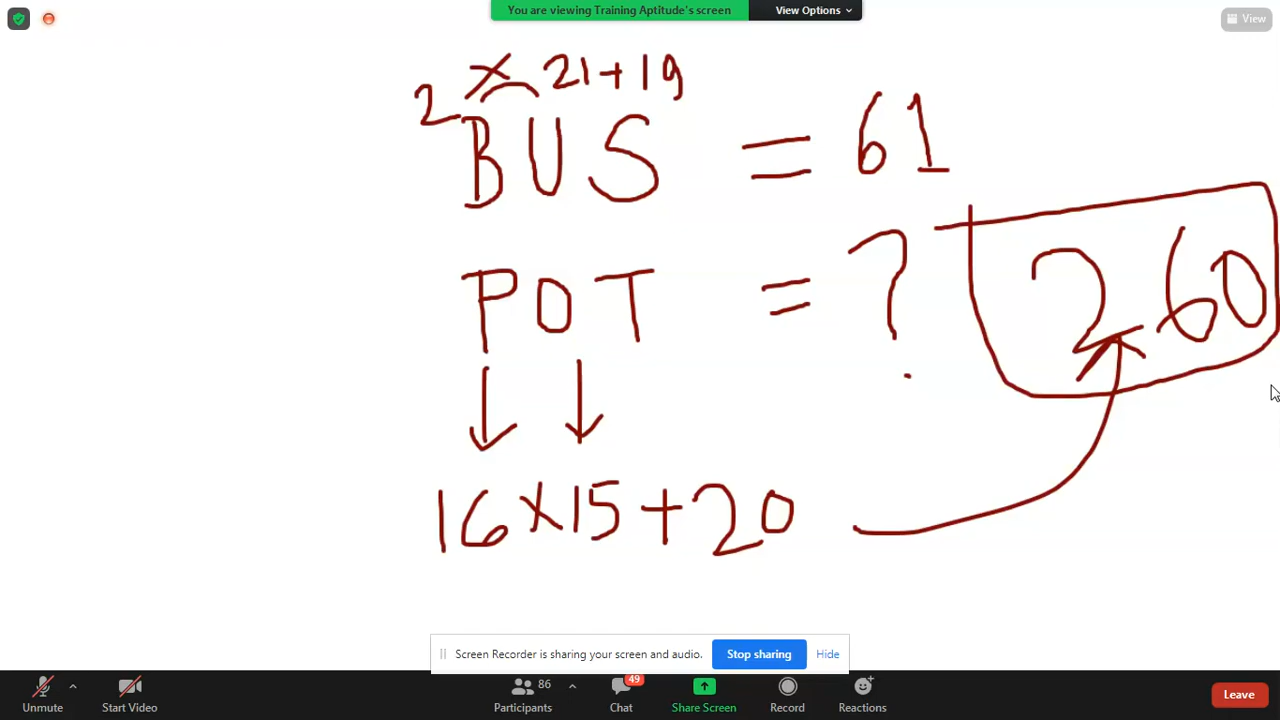 You are viewing Training Aptitude's screen
View Options
View
2 × 21+19
BUS = 61
POT = ?
260
16×15+20
Screen Recorder is sharing your screen and audio.
Stop sharing
Hide
Unmute
Start Video
86
Participants
49
Chat
Share Screen
Record
Reactions
Leave